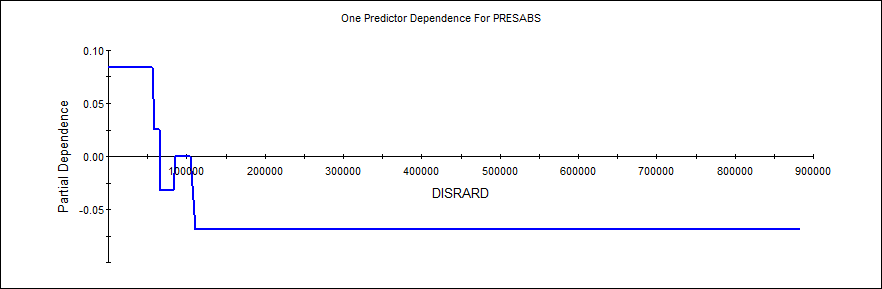 One Predictor Dependence For PRESABS
0.10
0.05
0.00
-0.05
Partial Dependence
100000 200000 300000 400000 500000 600000 700000 800000 900000
DISRARD